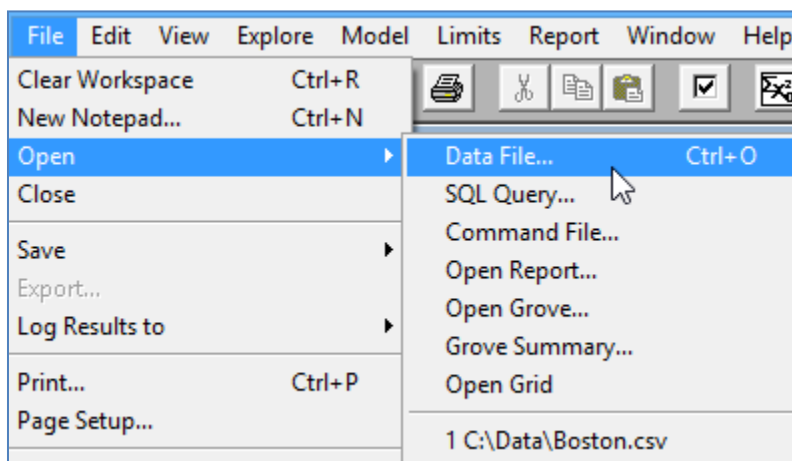 File Edit View Explore Model Limits Report Window Help
Clear Workspace Ctrl+R
New Notepad... Ctrl+N
Open
Close
Save
Export...
Log Results to
Print... Ctrl+P
Page Setup...
Data File... Ctrl+O
SQL Query...
Command File...
Open Report...
Open Grove...
Grove Summary...
Open Grid
1 C:\Data\Boston.csv